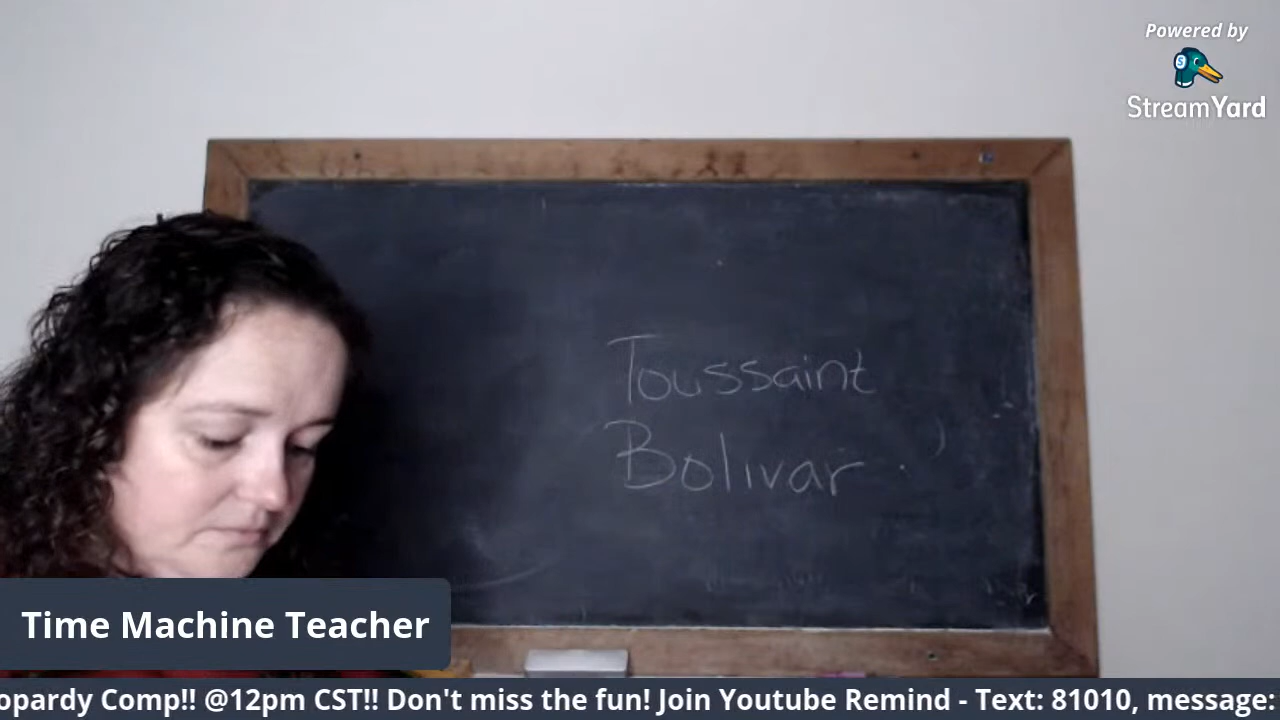 Powered by
StreamYard
Toussaint
Bolivar
Time Machine Teacher
opardy Comp!! @12pm CST!! Don't miss the fun! Join Youtube Remind - Text: 81010, message: